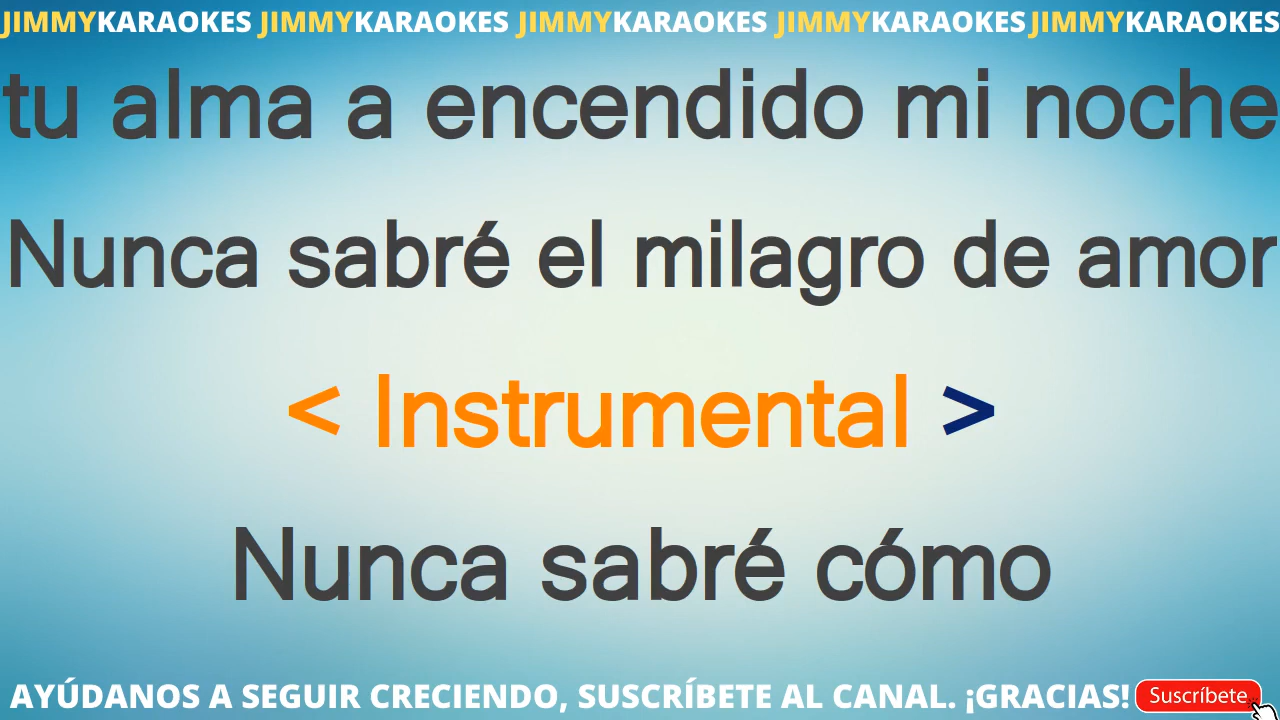 JIMMYKARAOKES JIMMYKARAOKES JIMMYKARAOKES JIMMYKARAOKES JIMMYKARAOKES
tu alma a encendido mi noche
Nunca sabré el milagro de amor
< Instrumental >
Nunca sabré cómo
AYÚDANOS A SEGUIR CRECIENDO, SUSCRÍBETE AL CANAL. ¡GRACIAS! Suscríbete